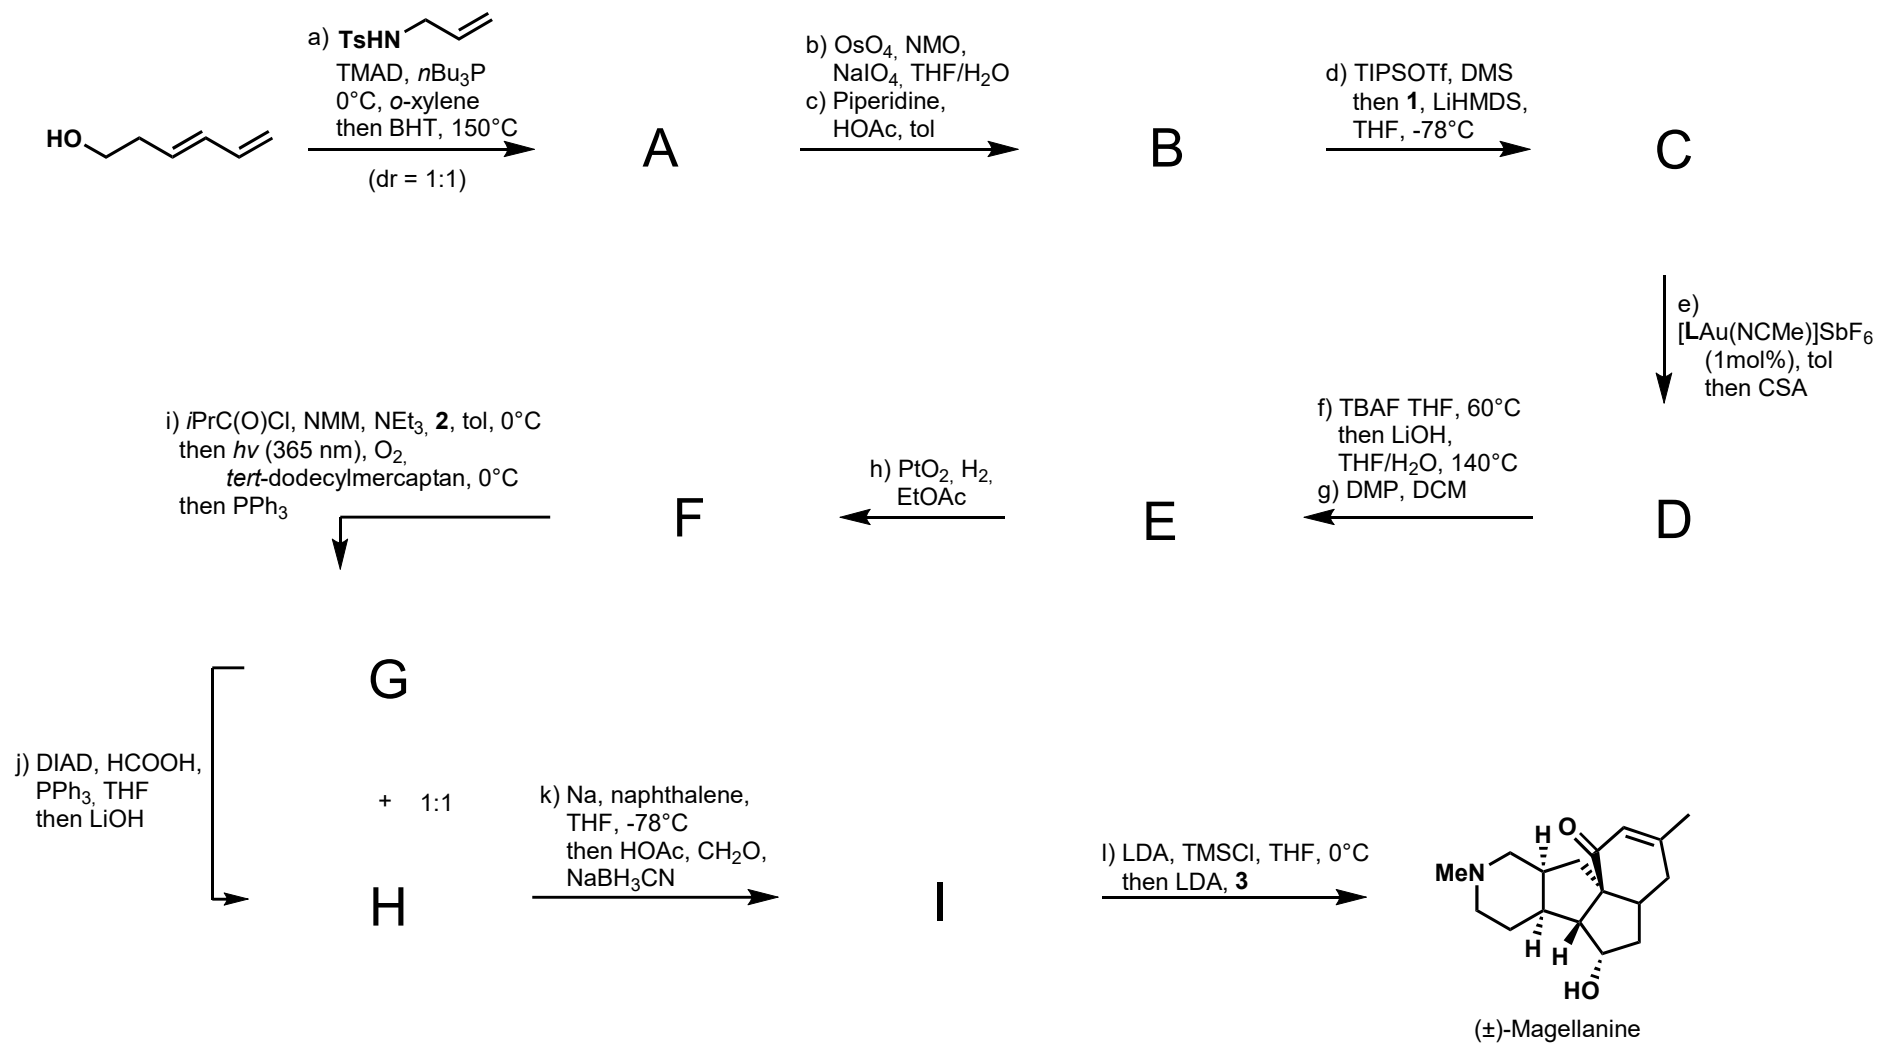 a) TsHN
TMAD, nBu3P
0°C, o-xylene
then BHT, 150°C
(dr = 1:1)
HO
A
b) OsO4, NMO,
NaIO4, THF/H2O
c) Piperidine,
HOAc, tol
B
d) TIPSOTf, DMS
then 1, LiHMDS,
THF, -78°C
C
e)
[LAu(NCMe)]SbF6
(1mol%), tol
then CSA
D
f) TBAF THF, 60°C
then LiOH,
THF/H2O, 140°C
g) DMP, DCM
E
h) PtO2, H2,
EtOAc
F
i) iPrC(O)Cl, NMM, NEt3, 2, tol, 0°C
then hv (365 nm), O2,
tert-dodecylmercaptan, 0°C
then PPh3
G
+ 1:1
H
j) DIAD, HCOOH,
PPh3, THF
then LiOH
k) Na, naphthalene,
THF, -78°C
then HOAc, CH2O,
NaBH3CN
I
l) LDA, TMSCl, THF, 0°C
then LDA, 3
H O
MeN
H H
HO
(±)-Magellanine